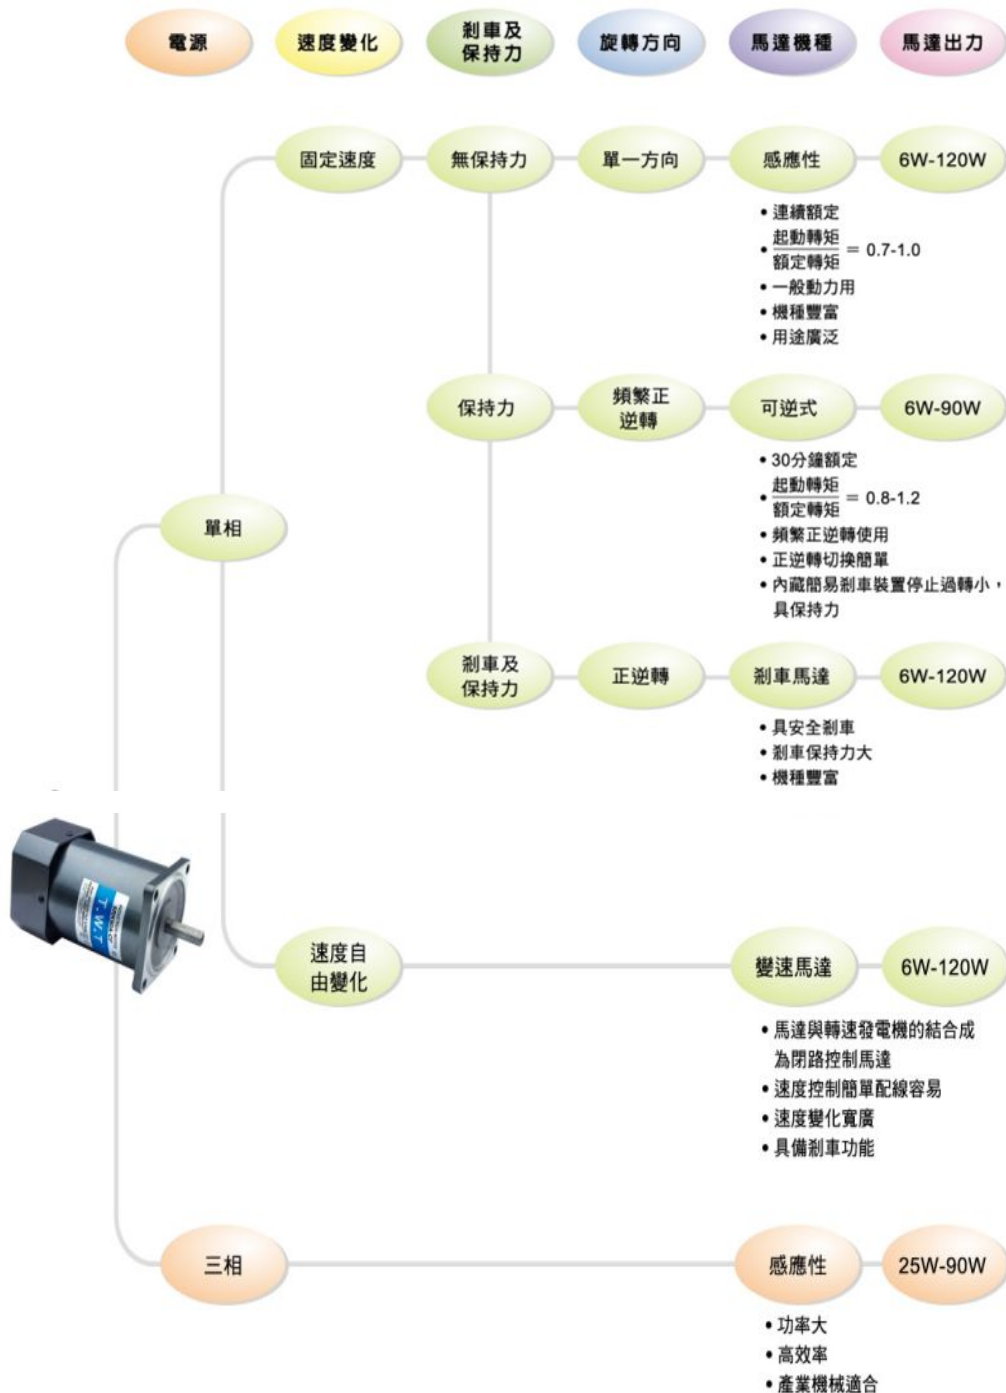 電源
速度變化
剎車及
保持力
旋轉方向
馬達機種
馬達出力
固定速度
無保持力
單一方向
感應性
6W-120W
• 連續額定
• 起動轉矩
額定轉矩 = 0.7-1.0
• 一般動力用
• 機種豐富
• 用途廣泛
保持力
頻繁正
逆轉
可逆式
6W-90W
• 30分鐘額定
• 起動轉矩
額定轉矩 = 0.8-1.2
• 頻繁正逆轉使用
• 正逆轉切換簡單
• 內藏簡易剎車裝置停止過轉小，
具保持力
單相
剎車及
保持力
正逆轉
剎車馬達
6W-120W
• 具安全剎車
• 剎車保持力大
• 機種豐富
T.W.T
速度自
由變化
變速馬達
6W-120W
• 馬達與轉速發電機的結合成
為閉路控制馬達
• 速度控制簡單配線容易
• 速度變化寬廣
• 具備剎車功能
三相
感應性
25W-90W
• 功率大
• 高效率
• 產業機械適合